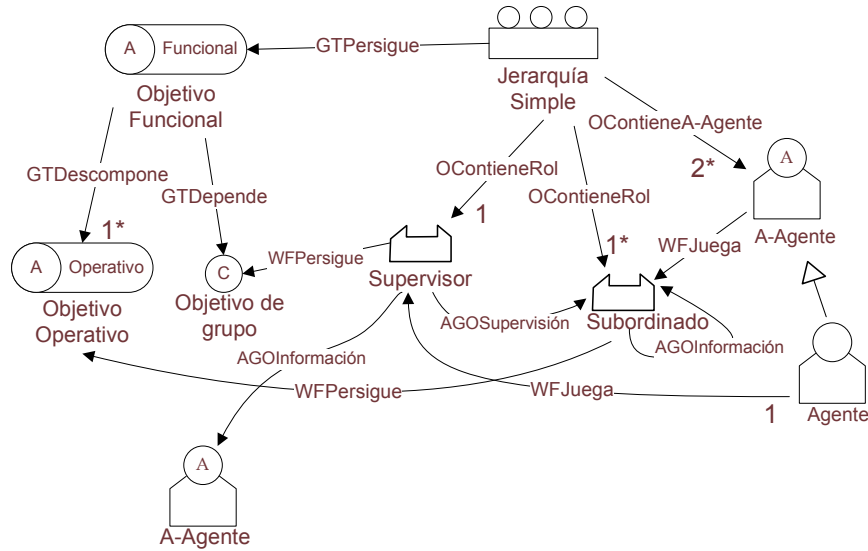 A
Funcional
GTPersigue
Objetivo
Funcional
Jerarquía
Simple
OContieneA-Agente
GTDescompone
GTDepende
OContieneRol
OContieneRol
2*
A
A-Agente
1
1*
1*
A
Operativo
C
WFPersigue
WFJuega
Objetivo
Operativo
Objetivo de
grupo
Supervisor
AGOSupervisión
Subordinado
AGOInformación
AGOInformación
WFPersigue
WFJuega
1
Agente
A
A-Agente